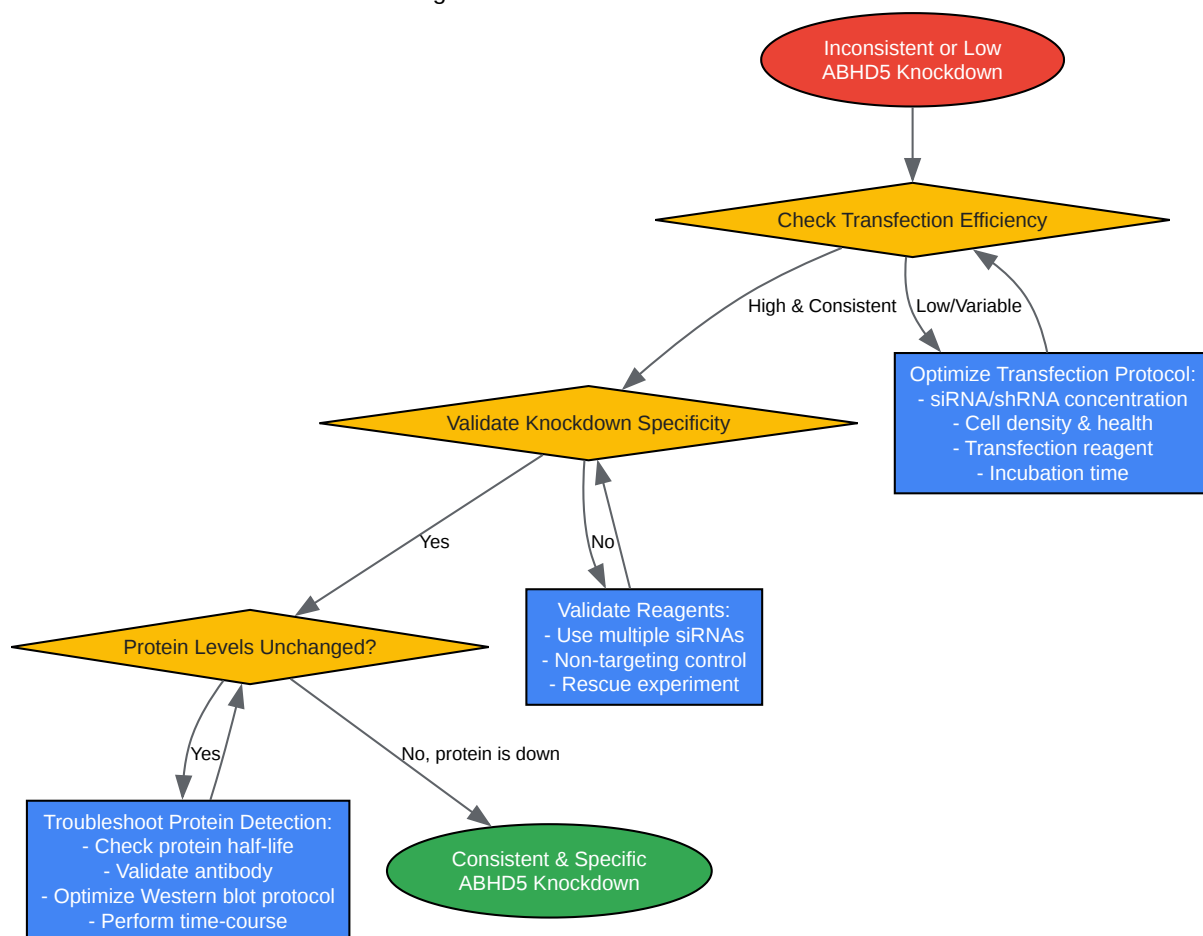 Inconsistent or Low
ABHD5 Knockdown
Check Transfection Efficiency
High & Consistent
Low/Variable
Optimize Transfection Protocol:
- siRNA/shRNA concentration
- Cell density & health
- Transfection reagent
- Incubation time
Validate Knockdown Specificity
Yes
No
Validate Reagents:
- Use multiple siRNAs
- Non-targeting control
- Rescue experiment
Protein Levels Unchanged?
Yes
No, protein is down
Troubleshoot Protein Detection:
- Check protein half-life
- Validate antibody
- Optimize Western blot protocol
- Perform time-course
Consistent & Specific
ABHD5 Knockdown